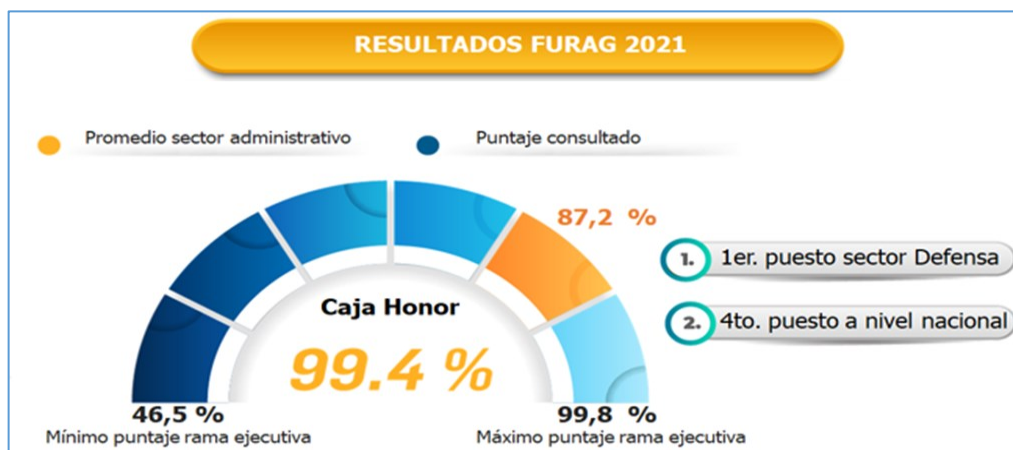 RESULTADOS FURAG 2021
Promedio sector administrativo
Puntaje consultado
87,2 %
1. 1er. puesto sector Defensa
Caja Honor
2. 4to. puesto a nivel nacional
99.4 %
46,5 %
99,8 %
Mínimo puntaje rama ejecutiva
Máximo puntaje rama ejecutiva